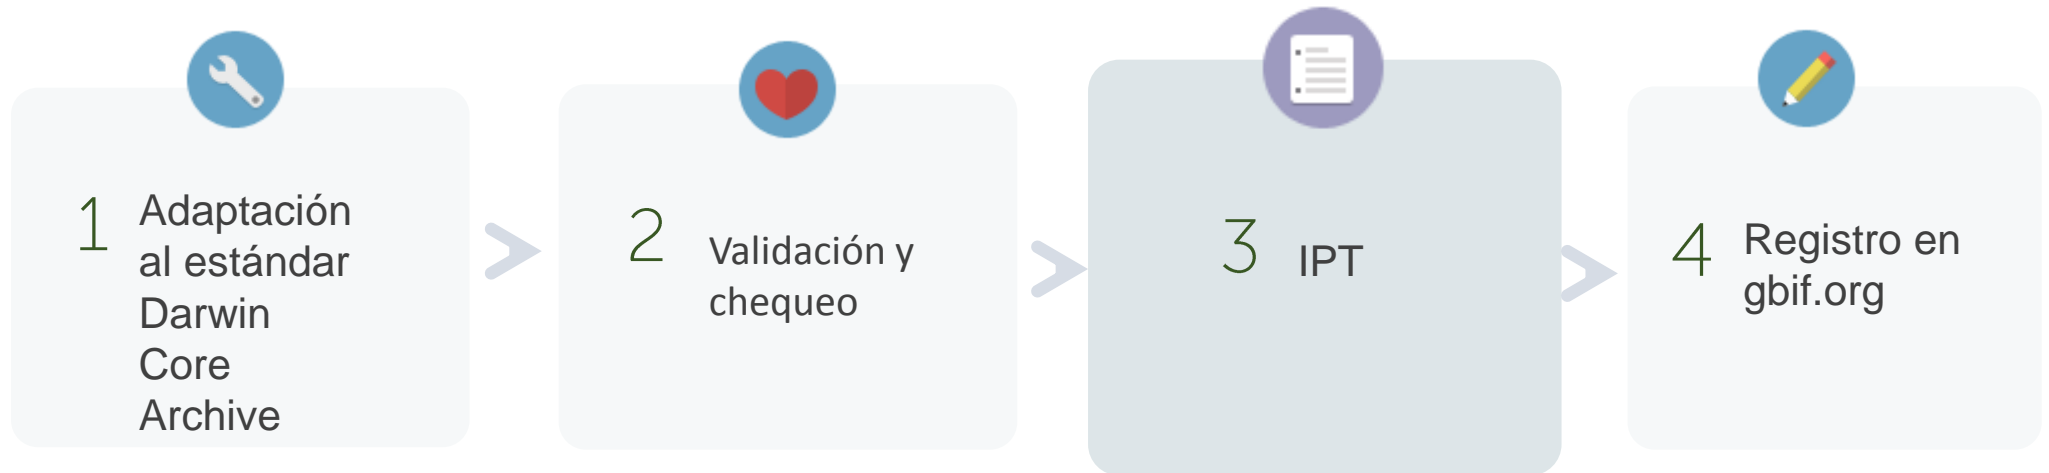 1
Adaptación
al estándar
Darwin
Core
Archive
2
Validación y
chequeo
3
IPT
4
Registro en
gbif.org